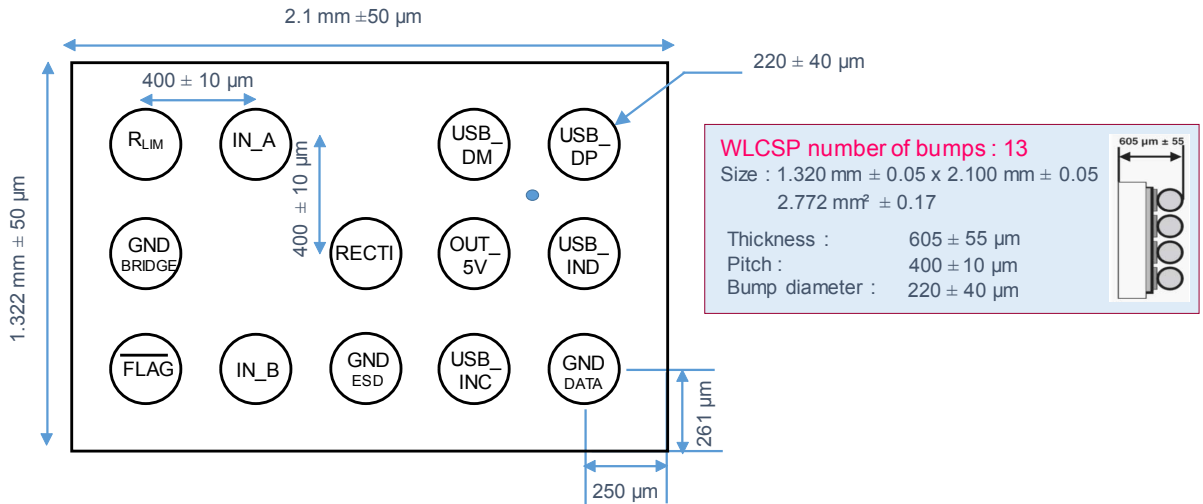 2.1 mm ±50 µm
400 ± 10 µm
220 ± 40 µm
R_LIM
IN_A
USB_
DM
USB_
DP
400 ± 10 µm
1.322 mm ± 50 µm
GND
BRIDGE
RECTI
OUT_
5V
USB_
IND
FLAG
IN_B
GND
ESD
USB_
INC
GND
DATA
261 µm
250 µm
WLCSP number of bumps : 13
Size : 1.320 mm ± 0.05 x 2.100 mm ± 0.05
2.772 mm² ± 0.17
Thickness : 605 ± 55 µm
Pitch : 400 ± 10 µm
Bump diameter : 220 ± 40 µm
605 µm ± 55